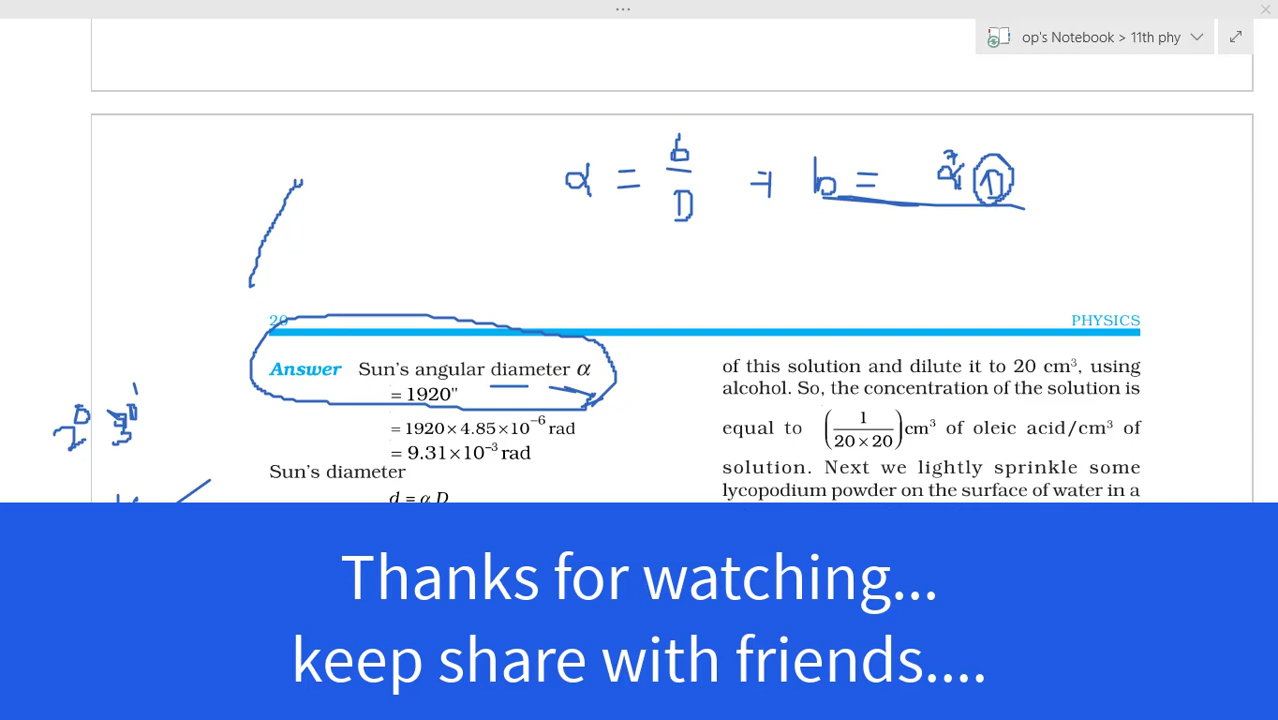 op's Notebook > 11th phy
α = b/D
b = α D
20
PHYSICS
Answer Sun's angular diameter α
= 1920"
= 1920×4.85×10⁻⁶ rad
= 9.31×10⁻³ rad
Sun's diameter
d = α D
of this solution and dilute it to 20 cm³, using
alcohol. So, the concentration of the solution is
equal to (1/20×20) cm³ of oleic acid/cm³ of
solution. Next we lightly sprinkle some
lycopodium powder on the surface of water in a
Thanks for watching...
keep share with friends....